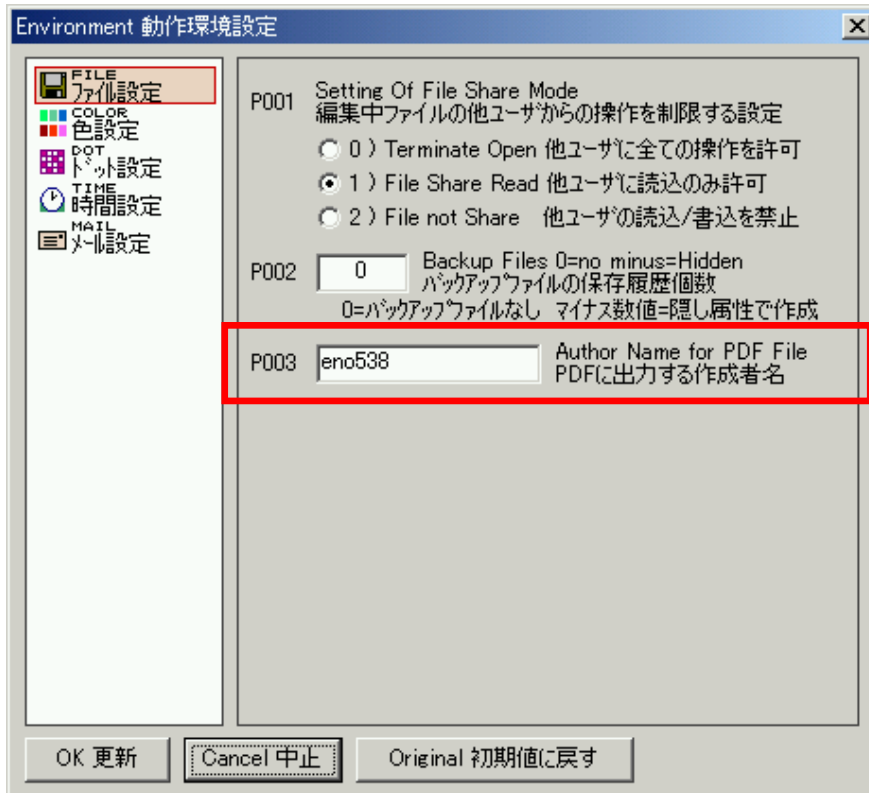 Environment 動作環境設定
FILE
ファイル設定
COLOR
色設定
DOT
ドット設定
TIME
時間設定
MAIL
メール設定
P001 Setting Of File Share Mode
編集中ファイルの他ユーザからの操作を制限する設定
0 ) Terminate Open 他ユーザに全ての操作を許可
1 ) File Share Read 他ユーザに読込のみ許可
2 ) File not Share 他ユーザの読込/書込を禁止
P002 0 Backup Files 0=no minus=Hidden
バックアップファイルの保存履歴個数
0=バックアップファイルなし マイナス数値=隠し属性で作成
P003 eno538 Author Name for PDF File
PDFに出力する作成者名
OK 更新 Cancel 中止 Original 初期値に戻す